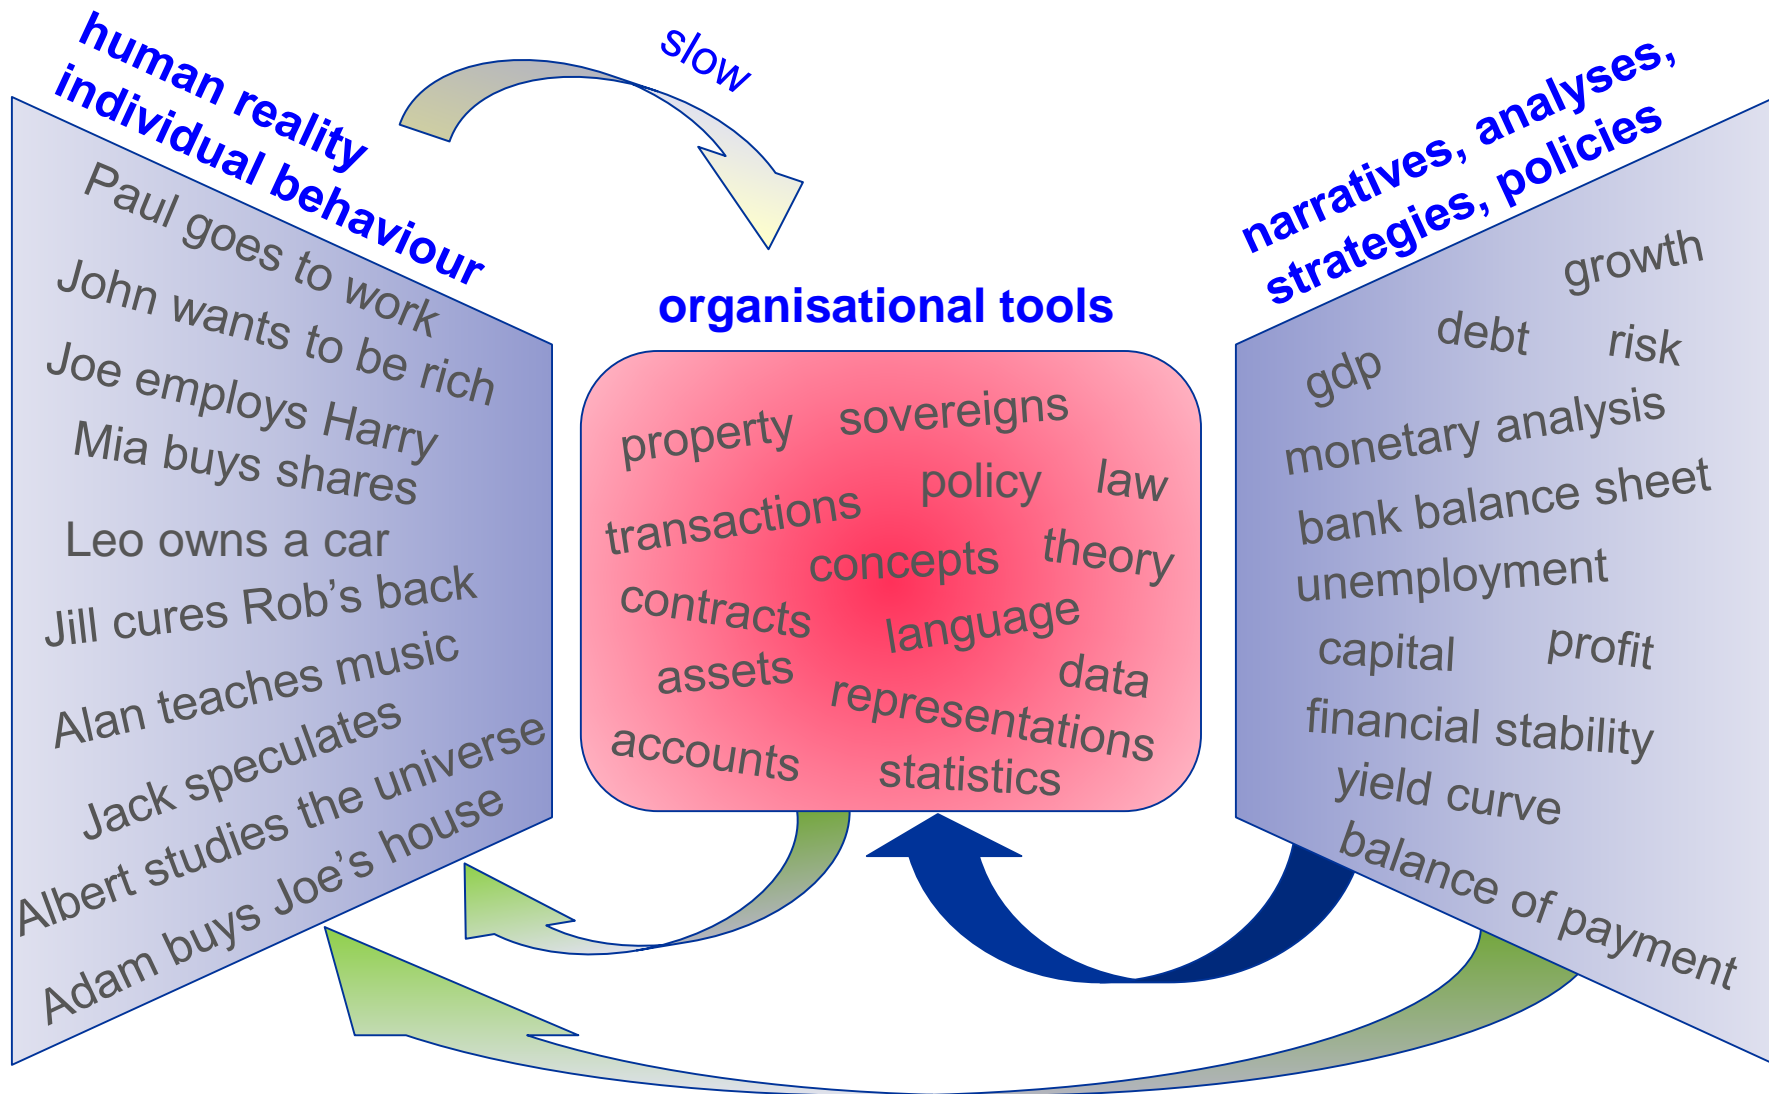 human reality
individual behaviour
Paul goes to work
John wants to be rich
Joe employs Harry
Mia buys shares
Leo owns a car
Jill cures Rob’s back
Alan teaches music
Jack speculates
Albert studies the universe
Adam buys Joe’s house
slow
organisational tools
property sovereigns
policy law
transactions
concepts theory
contracts language
assets data
representations
accounts statistics
narratives, analyses,
strategies, policies
growth
debt risk
gdp
monetary analysis
bank balance sheet
unemployment
capital profit
financial stability
yield curve
balance of payment